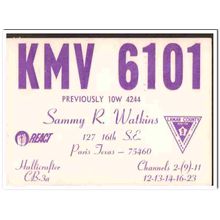 KMV 6101
PREVIOUSLY 10W 4244
Sammy R. Watkins
127 16th S.E.
Paris Texas - 75460
REACT
LAMAR COUNTY
Hallicrafter
CB-3a
Channels 2-(9)-11
12-13-14-16-23